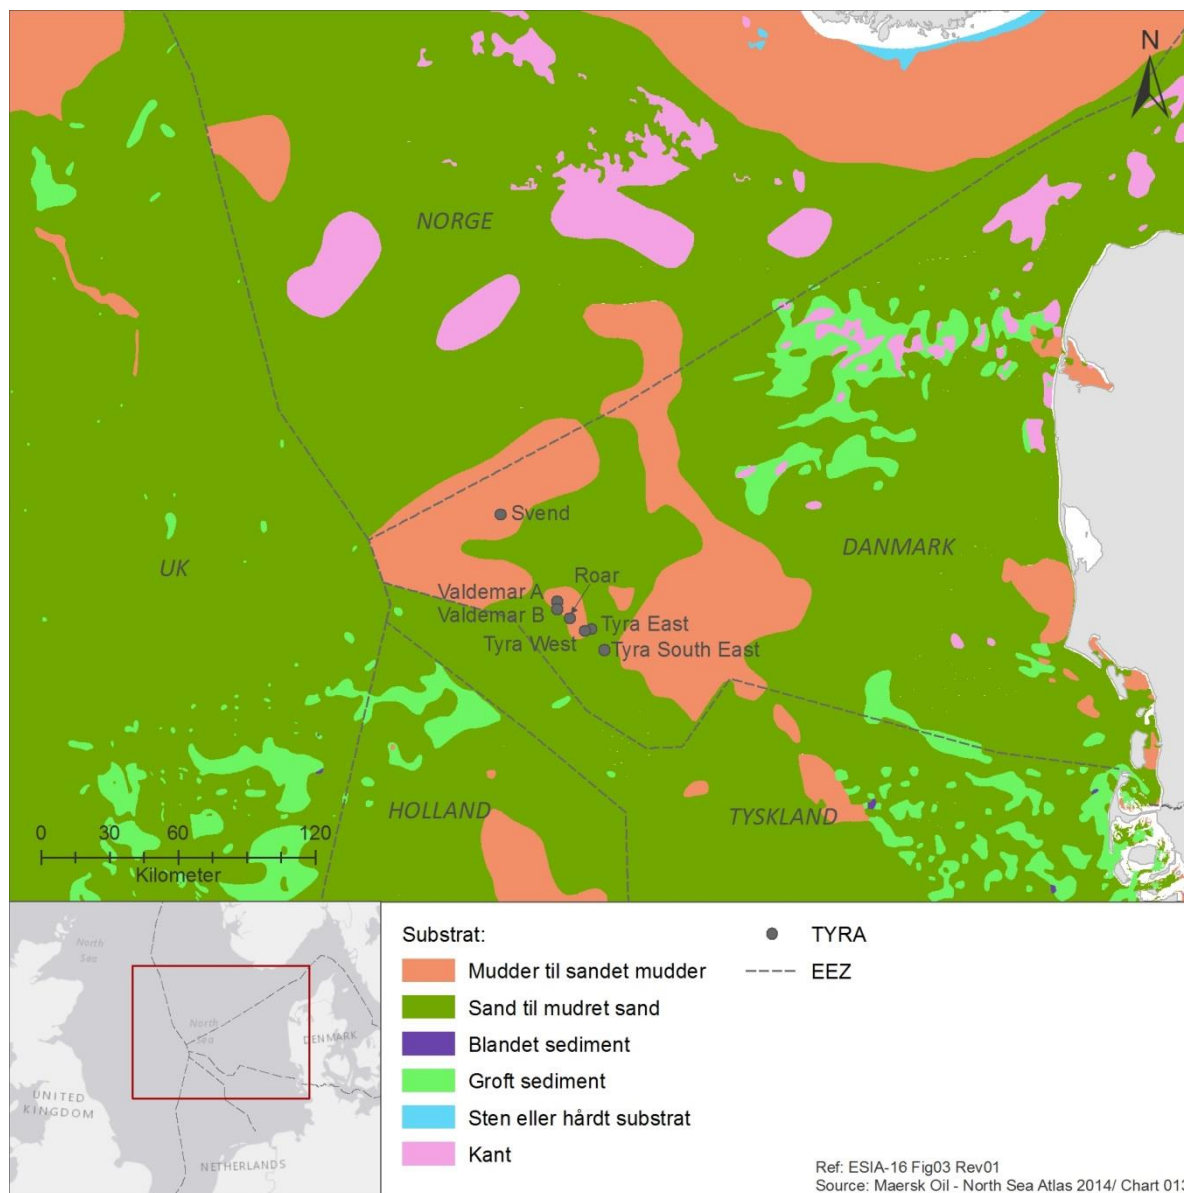 N
NORGE
Svend
DANMARK
UK
Roar
Valdemar A
Valdemar B
Tyra East
Tyra West
Tyra South East
HOLLAND
TYSKLAND
0 30 60 120
Kilometer
North
Sea
North
Sea
DENMARK
UNITED
KINGDOM
NETHERLANDS
Substrat:
Mudder til sandet mudder
Sand til mudret sand
Blandet sediment
Groft sediment
Sten eller hårdt substrat
Kant
TYRA
EEZ
Ref: ESIA-16 Fig03 Rev01
Source: Maersk Oil - North Sea Atlas 2014/ Chart 013